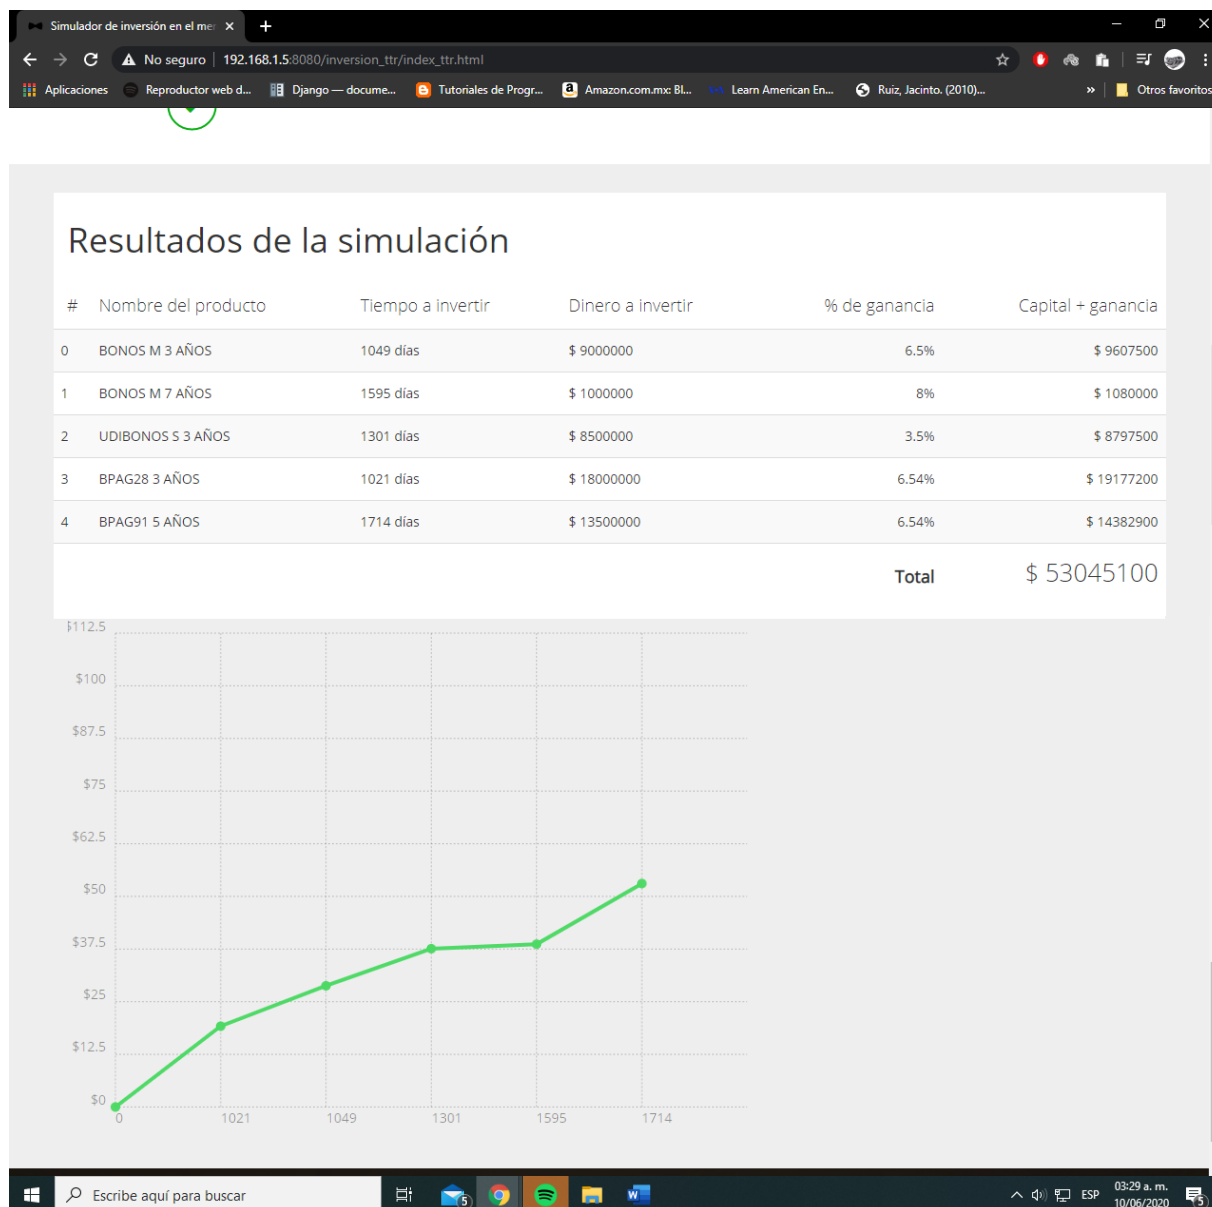 Simulador de inversión en el mer
No seguro 192.168.1.5:8080/inversion_ttr/index_ttr.html
Aplicaciones Reproductor web d... Django — docume... Tutoriales de Progr... Amazon.com.mx: Bl... Learn American En... Ruiz, Jacinto. (2010)... » Otros favoritos
Resultados de la simulación
# Nombre del producto Tiempo a invertir Dinero a invertir % de ganancia Capital + ganancia
0 BONOS M 3 AÑOS 1049 días $ 9000000 6.5% $ 9607500
1 BONOS M 7 AÑOS 1595 días $ 1000000 8% $ 1080000
2 UDIBONOS S 3 AÑOS 1301 días $ 8500000 3.5% $ 8797500
3 BPAG28 3 AÑOS 1021 días $ 18000000 6.54% $ 19177200
4 BPAG91 5 AÑOS 1714 días $ 13500000 6.54% $ 14382900
Total $ 53045100
$112.5
$100
$87.5
$75
$62.5
$50
$37.5
$25
$12.5
$0
0 1021 1049 1301 1595 1714
Escribe aquí para buscar 5 ESP 03:29 a. m.
10/06/2020 5